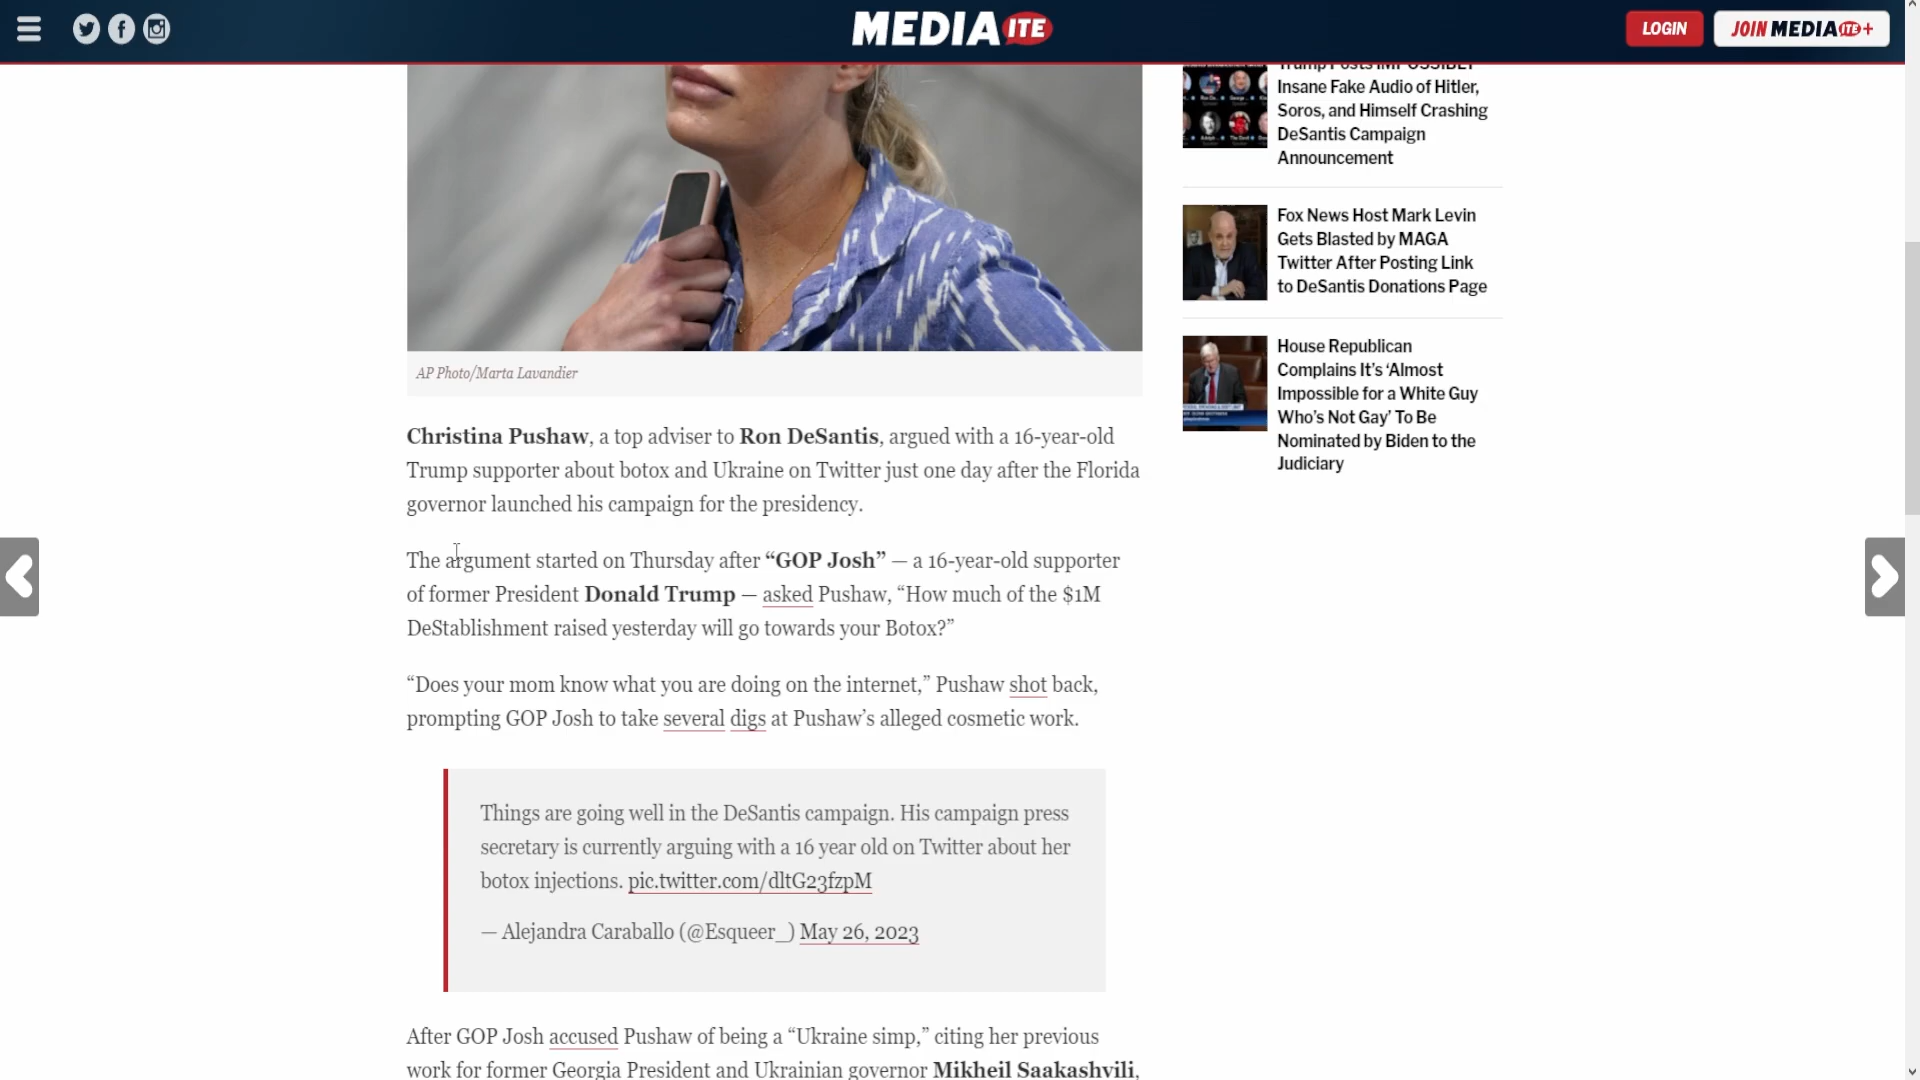 MEDIAITE
LOGIN
JOIN MEDIAITE+
Trump Posts IMPOSSIBLY
Insane Fake Audio of Hitler,
Soros, and Himself Crashing
DeSantis Campaign
Announcement
Fox News Host Mark Levin
Gets Blasted by MAGA
Twitter After Posting Link
to DeSantis Donations Page
House Republican
Complains It’s ‘Almost
Impossible for a White Guy
Who’s Not Gay’ To Be
Nominated by Biden to the
Judiciary
AP Photo/Marta Lavandier
Christina Pushaw, a top adviser to Ron DeSantis, argued with a 16-year-old
Trump supporter about botox and Ukraine on Twitter just one day after the Florida
governor launched his campaign for the presidency.
The argument started on Thursday after “GOP Josh” — a 16-year-old supporter
of former President Donald Trump — asked Pushaw, “How much of the $1M
DeStablishment raised yesterday will go towards your Botox?”
“Does your mom know what you are doing on the internet,” Pushaw shot back,
prompting GOP Josh to take several digs at Pushaw’s alleged cosmetic work.
Things are going well in the DeSantis campaign. His campaign press
secretary is currently arguing with a 16 year old on Twitter about her
botox injections. pic.twitter.com/dltG23fzpM
— Alejandra Caraballo (@Esqueer_) May 26, 2023
After GOP Josh accused Pushaw of being a “Ukraine simp,” citing her previous
work for former Georgia President and Ukrainian governor Mikheil Saakashvili,